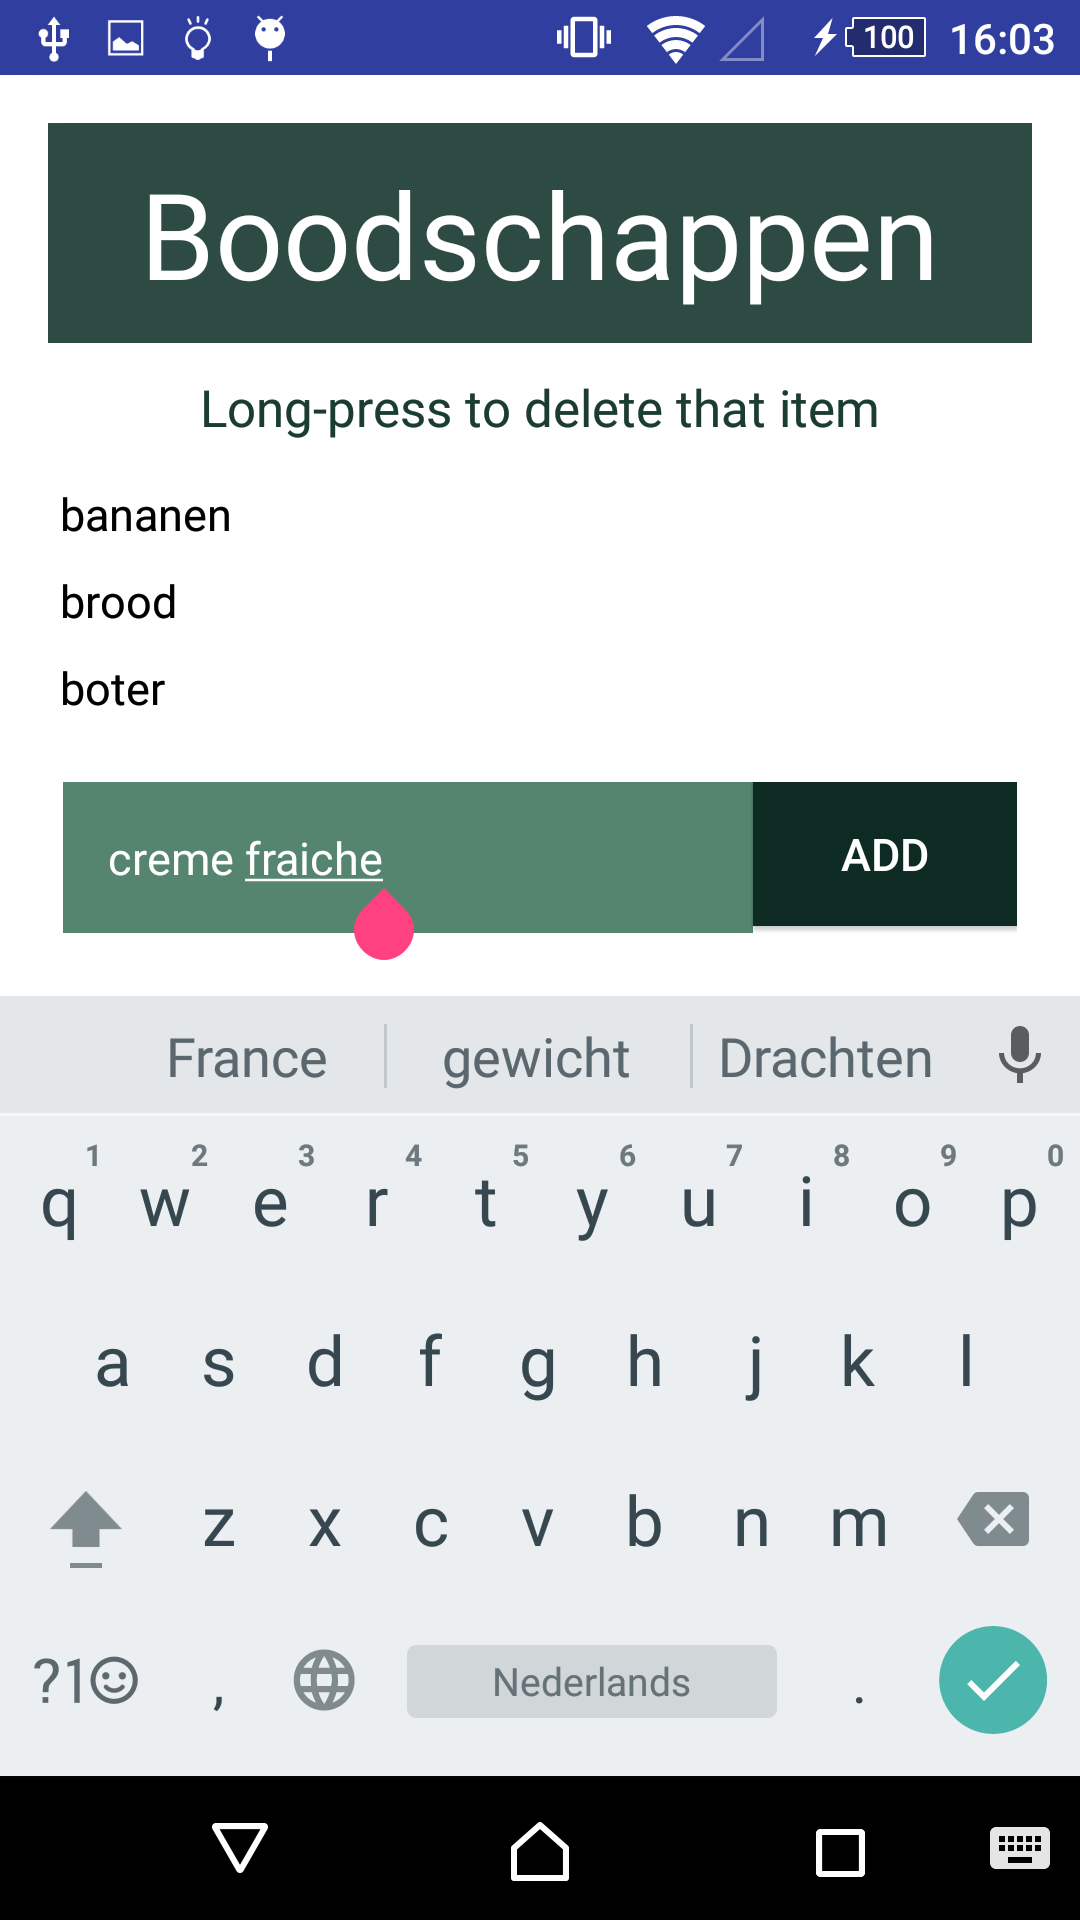 100 16:03
Boodschappen
Long-press to delete that item
bananen
brood
boter
creme fraiche ADD
France gewicht Drachten
1 2 3 4 5 6 7 8 9 0
q w e r t y u i o p
a s d f g h j k l
z x c v b n m
?1☺ , Nederlands .